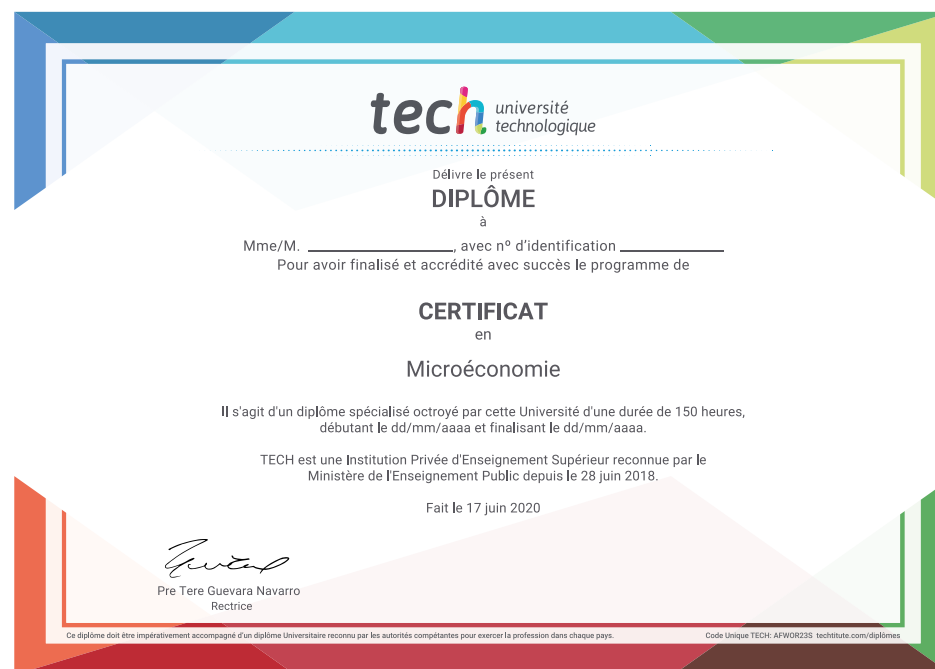 tech université
technologique
Délivre le présent
DIPLÔME
à
Mme/M. ____________________, avec nº d'identification ______________
Pour avoir finalisé et accrédité avec succès le programme de
CERTIFICAT
en
Microéconomie
Il s'agit d'un diplôme spécialisé octroyé par cette Université d'une durée de 150 heures,
débutant le dd/mm/aaaa et finalisant le dd/mm/aaaa.
TECH est une Institution Privée d'Enseignement Supérieur reconnue par le
Ministère de l'Enseignement Public depuis le 28 juin 2018.
Fait le 17 juin 2020
Pre Tere Guevara Navarro
Rectrice
Ce diplôme doit être impérativement accompagné d'un diplôme Universitaire reconnu par les autorités compétentes pour exercer la profession dans chaque pays.
Code Unique TECH: AFWOR23S techtitute.com/diplômes